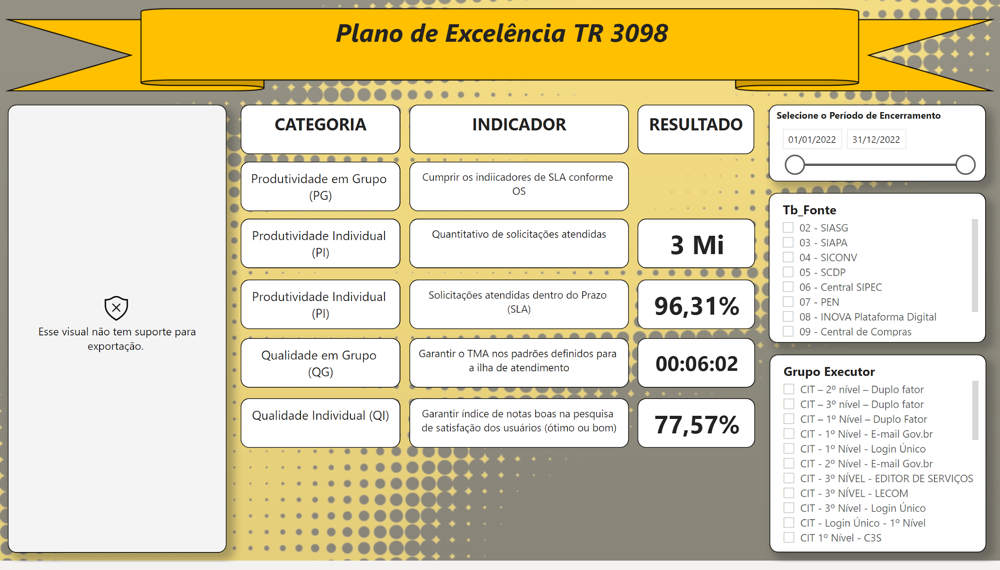 Plano de Excelência TR 3098
Esse visual não tem suporte para
exportação.
CATEGORIA
INDICADOR
RESULTADO
Produtividade em Grupo
(PG)
Cumprir os indiicadores de SLA conforme
OS
Produtividade Individual
(PI)
Quantitativo de solicitações atendidas
3 Mi
Produtividade Individual
(PI)
Solicitações atendidas dentro do Prazo
(SLA)
96,31%
Qualidade em Grupo
(QG)
Garantir o TMA nos padrões definidos para
a ilha de atendimento
00:06:02
Qualidade Individual (QI)
Garantir índice de notas boas na pesquisa
de satisfação dos usuários (ótimo ou bom)
77,57%
Selecione o Período de Encerramento
01/01/2022
31/12/2022
Tb_Fonte
02 - SIASG
03 - SIAPA
04 - SICONV
05 - SCDP
06 - Central SIPEC
07 - PEN
08 - INOVA Plataforma Digital
09 - Central de Compras
Grupo Executor
CIT – 2º nível – Duplo fator
CIT – 3º nível – Duplo fator
CIT – 1º Nível – Duplo Fator
CIT - 1º Nível - E-mail Gov.br
CIT - 1º Nível - Login Único
CIT - 2º Nível - E-mail Gov.br
CIT - 3º NÍVEL - EDITOR DE SERVIÇOS
CIT - 3º NÍVEL - LECOM
CIT - 3º Nível - Login Único
CIT - Login Único - 1º Nível
CIT 1º Nível - C3S